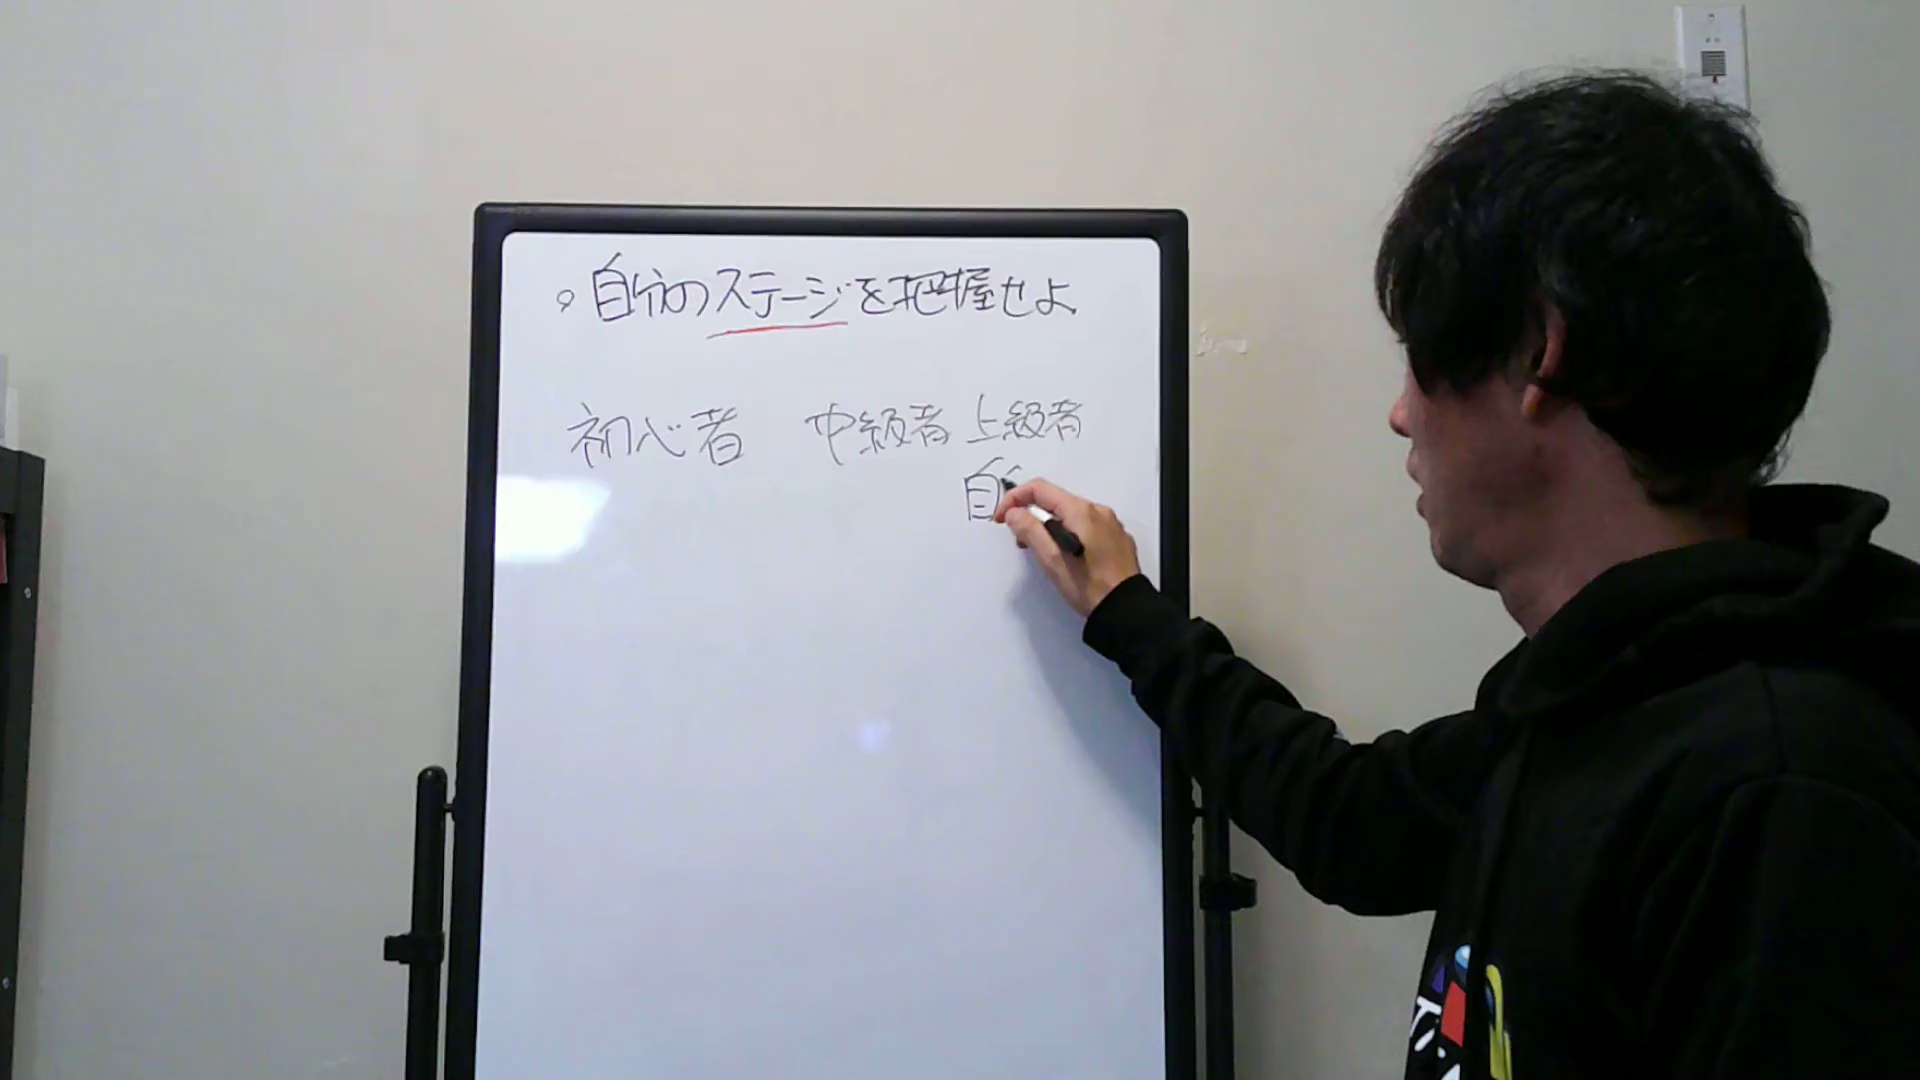 。自分のステージを把握せよ
初心者 中級者 上級者
自